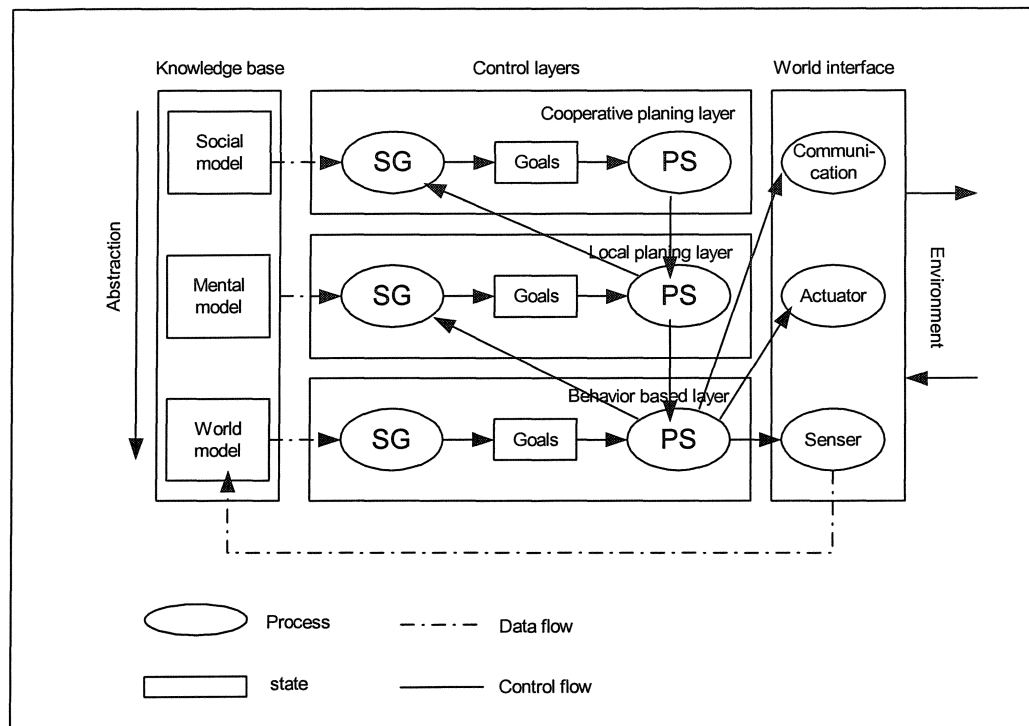 Knowledge base
Control layers
World interface
Cooperative planing layer
Social
model
SG
Goals
PS
Communi-
cation
Abstraction
Local planing layer
Mental
model
SG
Goals
PS
Actuator
Environment
Behavior based layer
World
model
SG
Goals
PS
Senser
Process
Data flow
state
Control flow